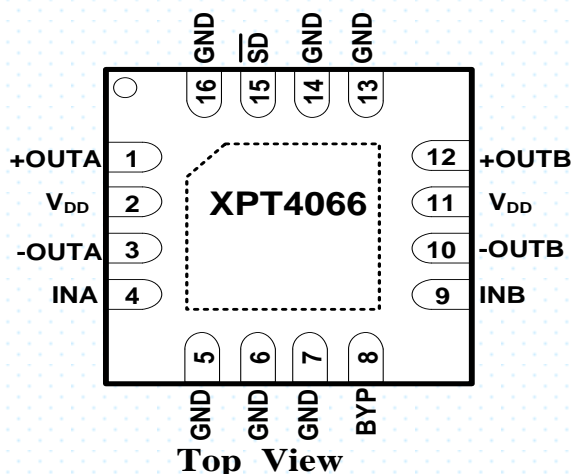 GND SD GND GND
16 15 14 13
+OUTA 1 12 +OUTB
VDD 2 XPT4066 11 VDD
-OUTA 3 10 -OUTB
INA 4 9 INB
5 6 7 8
GND GND GND BYP
Top View